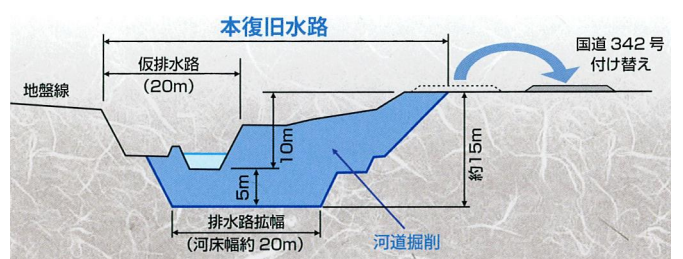 本復旧水路
国道342号
付け替え
仮排水路
(20m)
地盤線
10m
約15m
5m
排水路拡幅
(河床幅約20m)
河道掘削